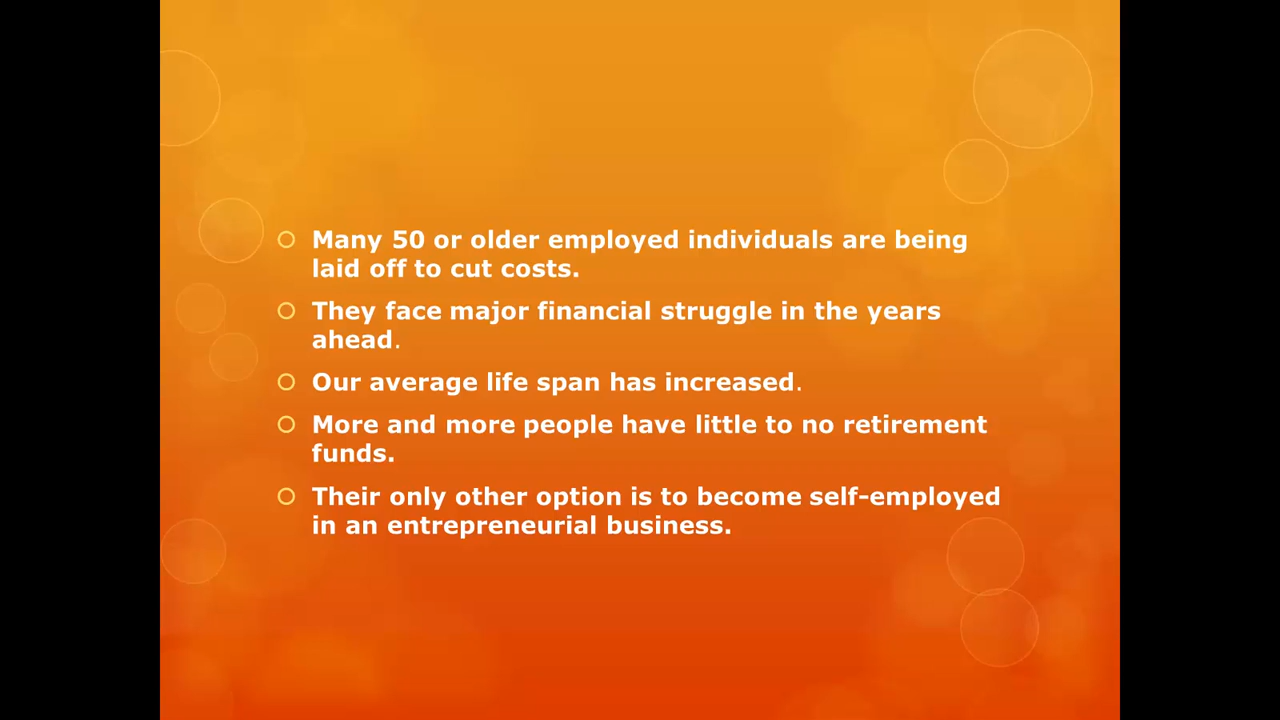 Many 50 or older employed individuals are being
laid off to cut costs.
They face major financial struggle in the years
ahead.
Our average life span has increased.
More and more people have little to no retirement
funds.
Their only other option is to become self-employed
in an entrepreneurial business.